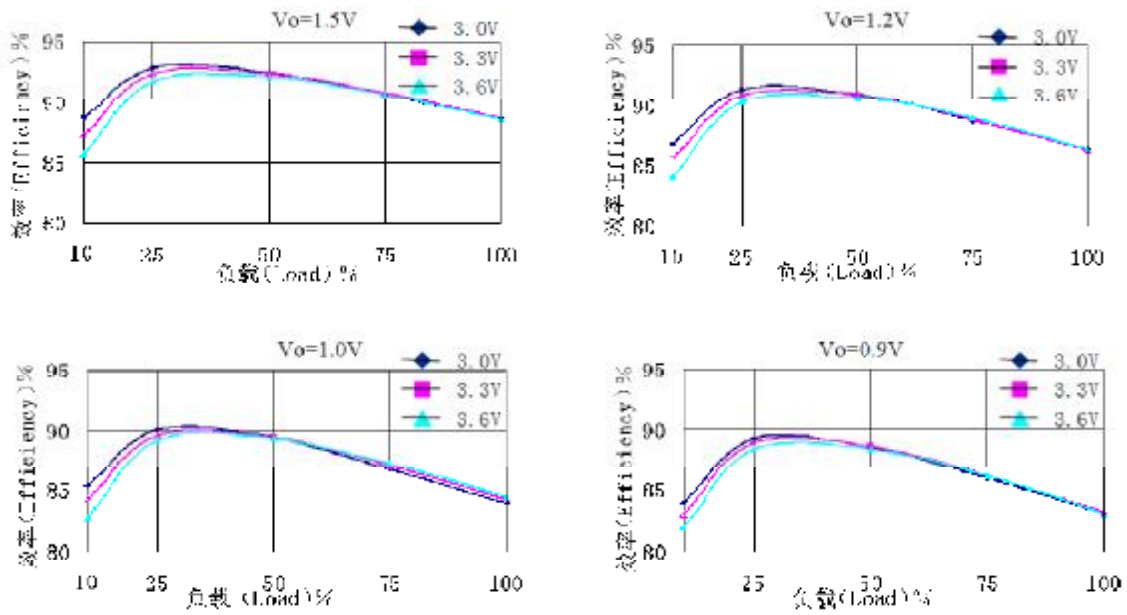 Vo=1.5V
3.0V
3.3V
3.6V
效率(Efficiency)%
95
90
85
80
10 25 50 75 100
负载(Load)%
Vo=1.2V
3.0V
3.3V
3.6V
效率(Efficiency)%
95
90
85
80
10 25 50 75 100
负载(Load)%
Vo=1.0V
3.0V
3.3V
3.6V
效率(Efficiency)%
95
90
85
80
10 25 50 75 100
负载(Load)%
Vo=0.9V
3.0V
3.3V
3.6V
效率(Efficiency)%
95
90
85
80
25 50 75 100
负载(Load)%